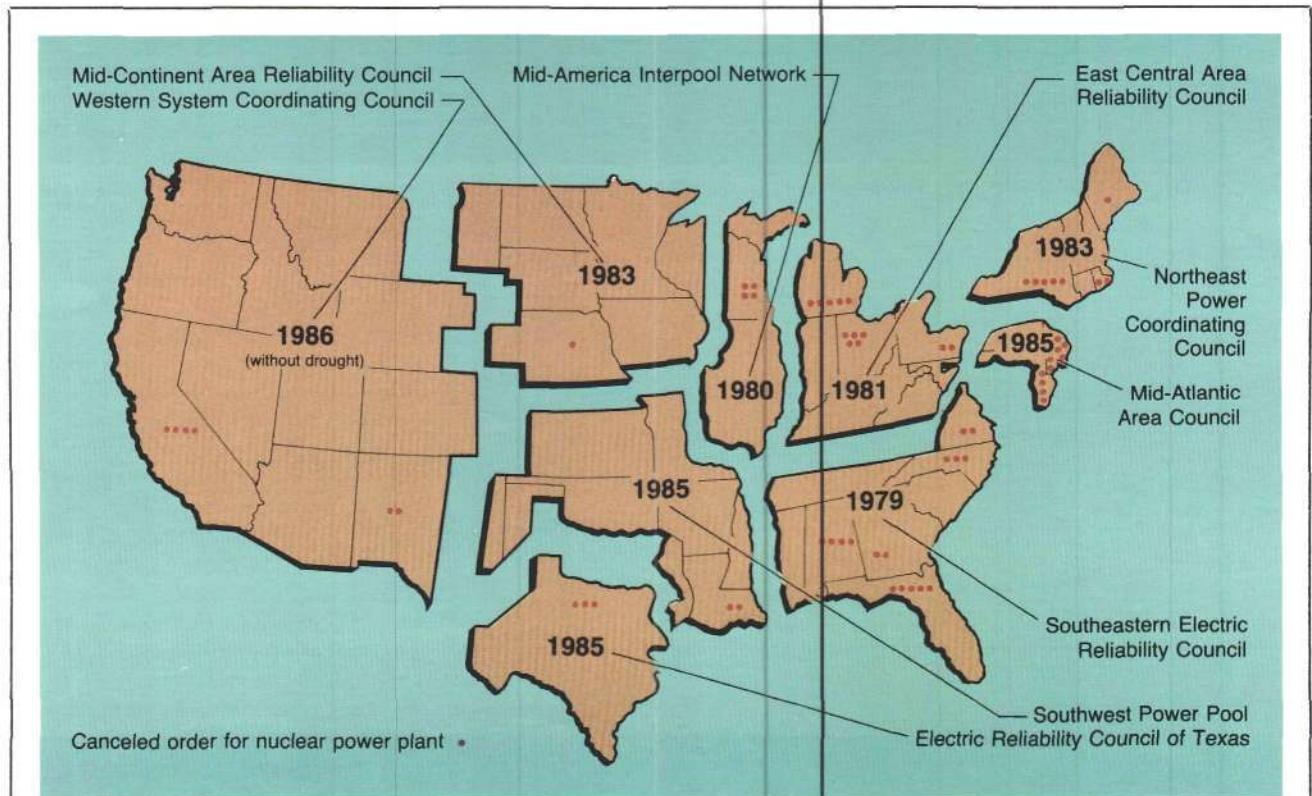 Mid-Continent Area Reliability Council
Western System Coordinating Council
Mid-America Interpool Network
East Central Area
Reliability Council
1983
1983
Northeast
Power
Coordinating
Council
1986
(without drought)
1985
1980
1981
Mid-Atlantic
Area Council
1985
1979
Southeastern Electric
Reliability Council
1985
Southwest Power Pool
Electric Reliability Council of Texas
Canceled order for nuclear power plant